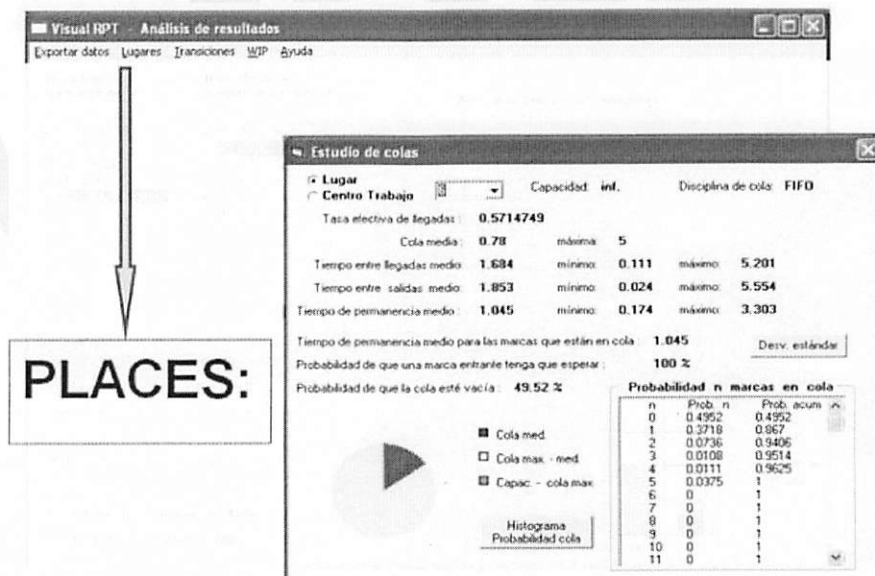 Visual RPT - Análisis de resultados
Exportar datos Lugares Transiciones WIP Ayuda
PLACES:
Estudio de colas
Lugar
Centro Trabajo
Capacidad: inf.
Disciplina de cola: FIFO
Tasa efectiva de llegadas: 0.5714749
Cola media: 0.78 máxima: 5
Tiempo entre llegadas medio: 1.684 mínimo: 0.111 máximo: 5.201
Tiempo entre salidas medio: 1.853 mínimo: 0.024 máximo: 5.554
Tiempo de permanencia medio: 1.045 mínimo: 0.174 máximo: 3.303
Tiempo de permanencia medio para las marcas que están en cola: 1.045
Desv. estándar
Probabilidad de que una marca entrante tenga que esperar: 100 %
Probabilidad de que la cola esté vacía: 49.52 %
Cola med.
Cola max. - med.
Capac. - cola max
Histograma
Probabilidad cola
Probabilidad n marcas en cola
n Prob. n Prob. acum
0 0.4952 0.4952
1 0.3718 0.867
2 0.0736 0.9406
3 0.0108 0.9514
4 0.0111 0.9625
5 0.0375 1
6 0 1
7 0 1
8 0 1
9 0 1
10 0 1
11 0 1